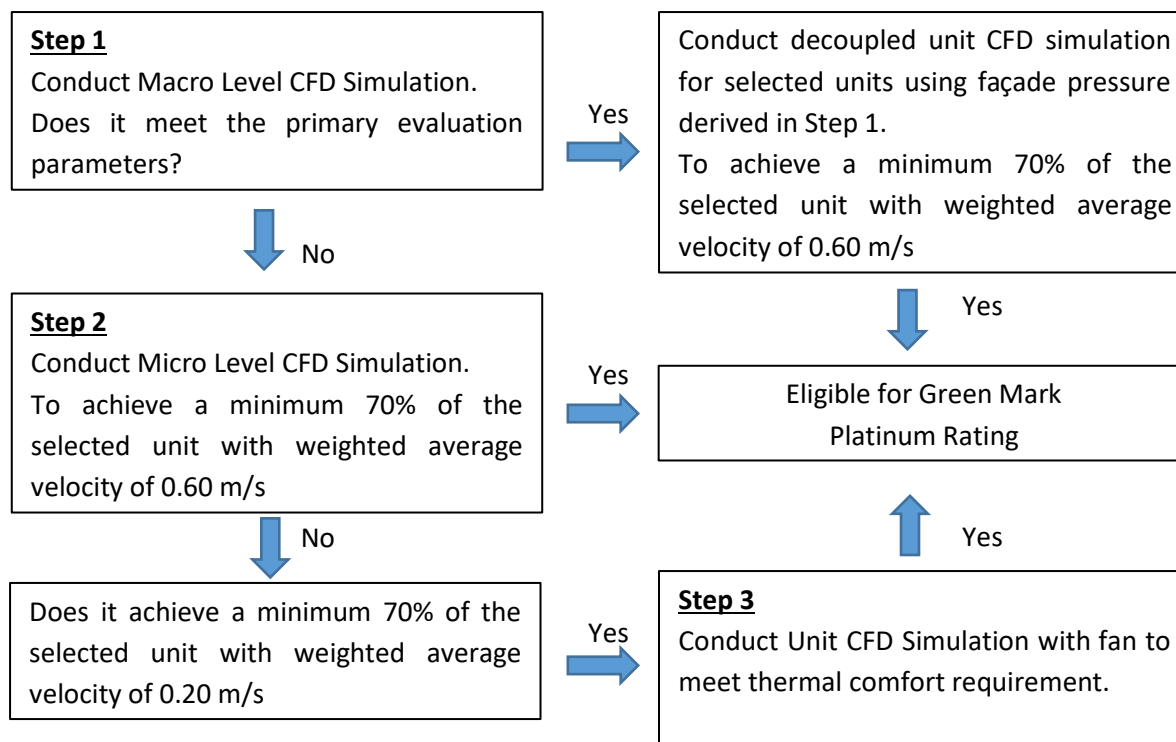 Step 1
Conduct Macro Level CFD Simulation.
Does it meet the primary evaluation
parameters?
Yes
Conduct decoupled unit CFD simulation
for selected units using façade pressure
derived in Step 1.
To achieve a minimum 70% of the
selected unit with weighted average
velocity of 0.60 m/s
No
Yes
Step 2
Conduct Micro Level CFD Simulation.
To achieve a minimum 70% of the
selected unit with weighted average
velocity of 0.60 m/s
Yes
Eligible for Green Mark
Platinum Rating
No
Yes
Does it achieve a minimum 70% of the
selected unit with weighted average
velocity of 0.20 m/s
Yes
Step 3
Conduct Unit CFD Simulation with fan to
meet thermal comfort requirement.